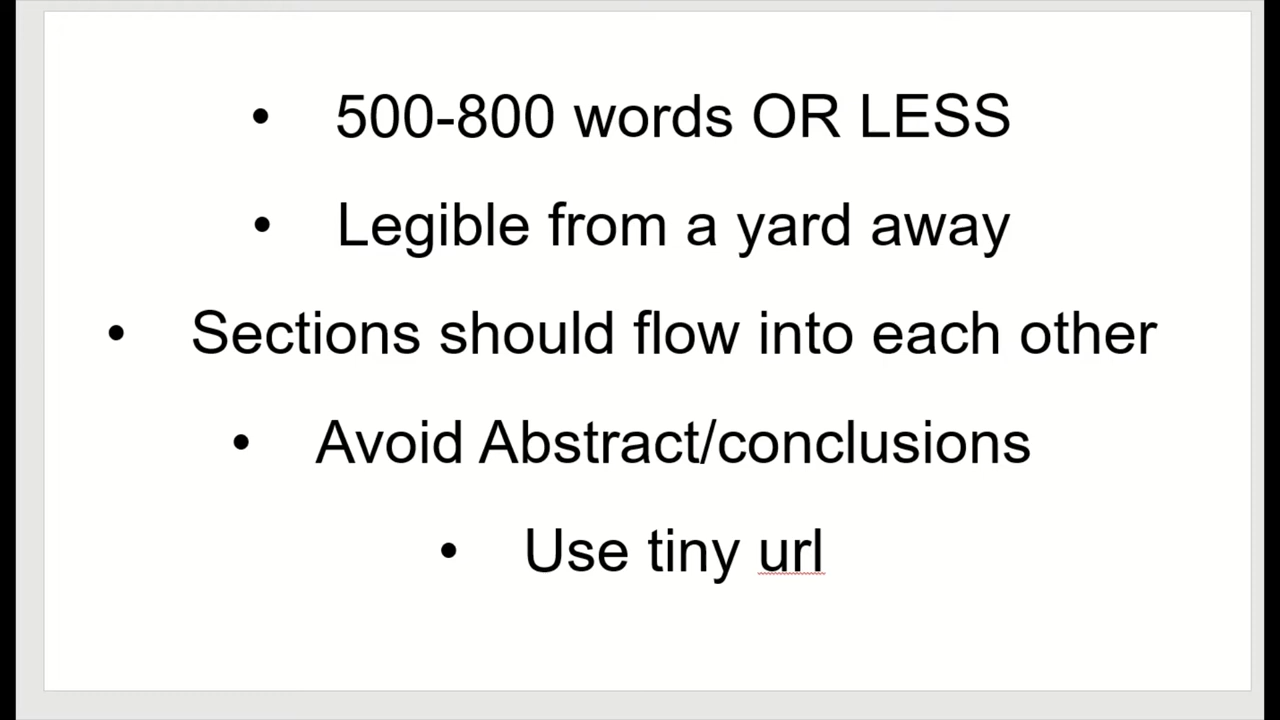 • 500-800 words OR LESS
• Legible from a yard away
• Sections should flow into each other
• Avoid Abstract/conclusions
• Use tiny url